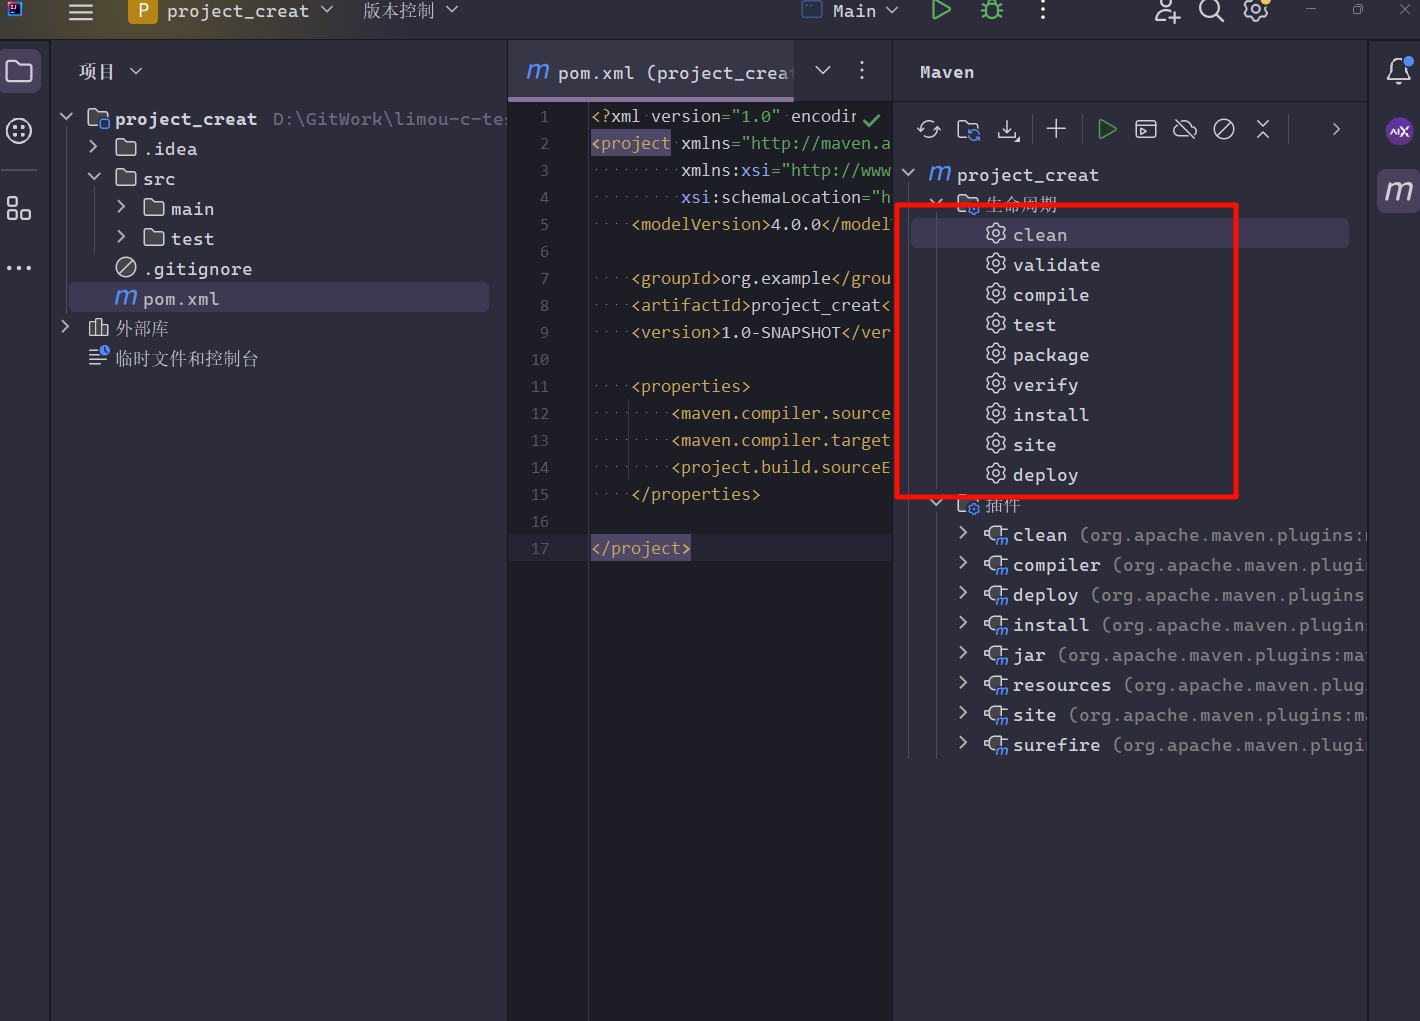 P project_creat 版本控制 Main
项目
project_creat D:\GitWork\limou-c-tes
.idea
src
main
test
.gitignore
m pom.xml
外部库
临时文件和控制台
m pom.xml (project_creat
1 <?xml version="1.0" encodin
2 <project xmlns="http://maven.a
3 xmlns:xsi="http://www
4 xsi:schemaLocation="h
5 <modelVersion>4.0.0</model
6
7 <groupId>org.example</grou
8 <artifactId>project_creat<
9 <version>1.0-SNAPSHOT</ver
10
11 <properties>
12 <maven.compiler.source
13 <maven.compiler.target
14 <project.build.sourceE
15 </properties>
16
17 </project>
Maven
m project_creat
生命周期
clean
validate
compile
test
package
verify
install
site
deploy
插件
clean (org.apache.maven.plugins:
compiler (org.apache.maven.plugi
deploy (org.apache.maven.plugins
install (org.apache.maven.plugin
jar (org.apache.maven.plugins:ma
resources (org.apache.maven.plug
site (org.apache.maven.plugins:m
surefire (org.apache.maven.plugi
AIX
m